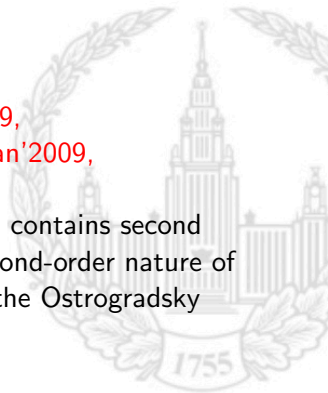 9,
an'2009,
contains second
ond-order nature of
the Ostrogradsky
1755